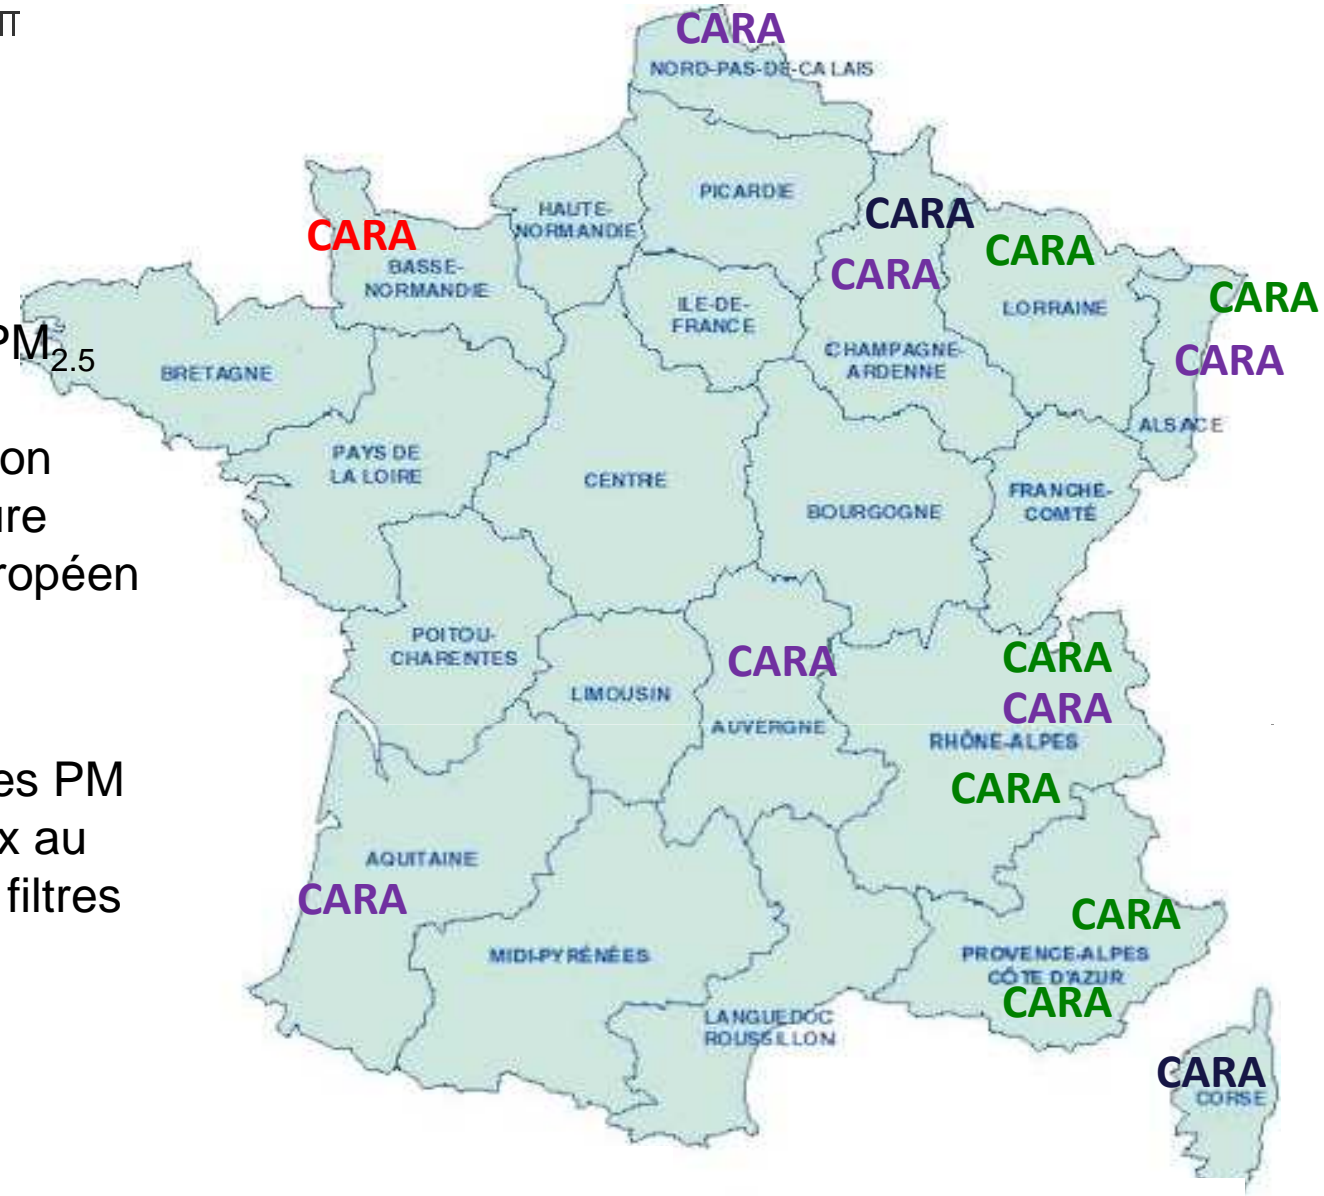 CARA
NORD-PAS-DE-CALAIS
PICARDIE
HAUTE-
NORMANDIE
CARA
CARA
BASSE-
NORMANDIE
CARA
CARA
LORRAINE
CARA
CARA
ALSACE
ILE-DE-
FRANCE
CHAMPAGNE-
ARDENNE
PM2.5
BRETAGNE
on
ure
ropéen
PAYS DE
LA LOIRE
CENTRE
BOURGOGNE
FRANCHE-
COMTÉ
POITOU-
CHARENTES
LIMOUSIN
CARA
AUVERGNE
CARA
CARA
RHÔNE-ALPES
CARA
es PM
x au
filtres
AQUITAINE
CARA
MIDI-PYRÉNÉES
CARA
PROVENCE-ALPES
CÔTE D'AZUR
CARA
LANGUEDOC
ROUSSILLON
CARA
CORSE